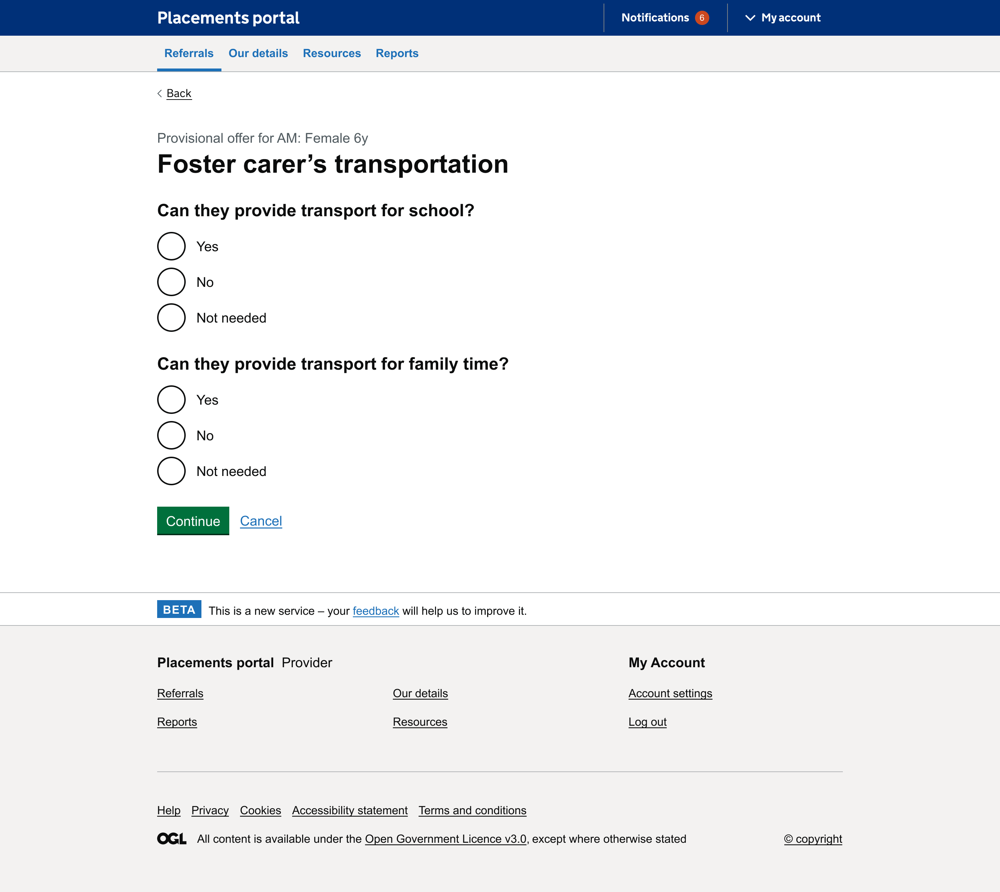 Placements portal
Notifications 6
My account
Referrals Our details Resources Reports
Back
Provisional offer for AM: Female 6y
Foster carer’s transportation
Can they provide transport for school?
Yes
No
Not needed
Can they provide transport for family time?
Yes
No
Not needed
Continue Cancel
BETA This is a new service – your feedback will help us to improve it.
Placements portal Provider
My Account
Referrals Our details Account settings
Reports Resources Log out
Help Privacy Cookies Accessibility statement Terms and conditions
OGL All content is available under the Open Government Licence v3.0, except where otherwise stated © copyright